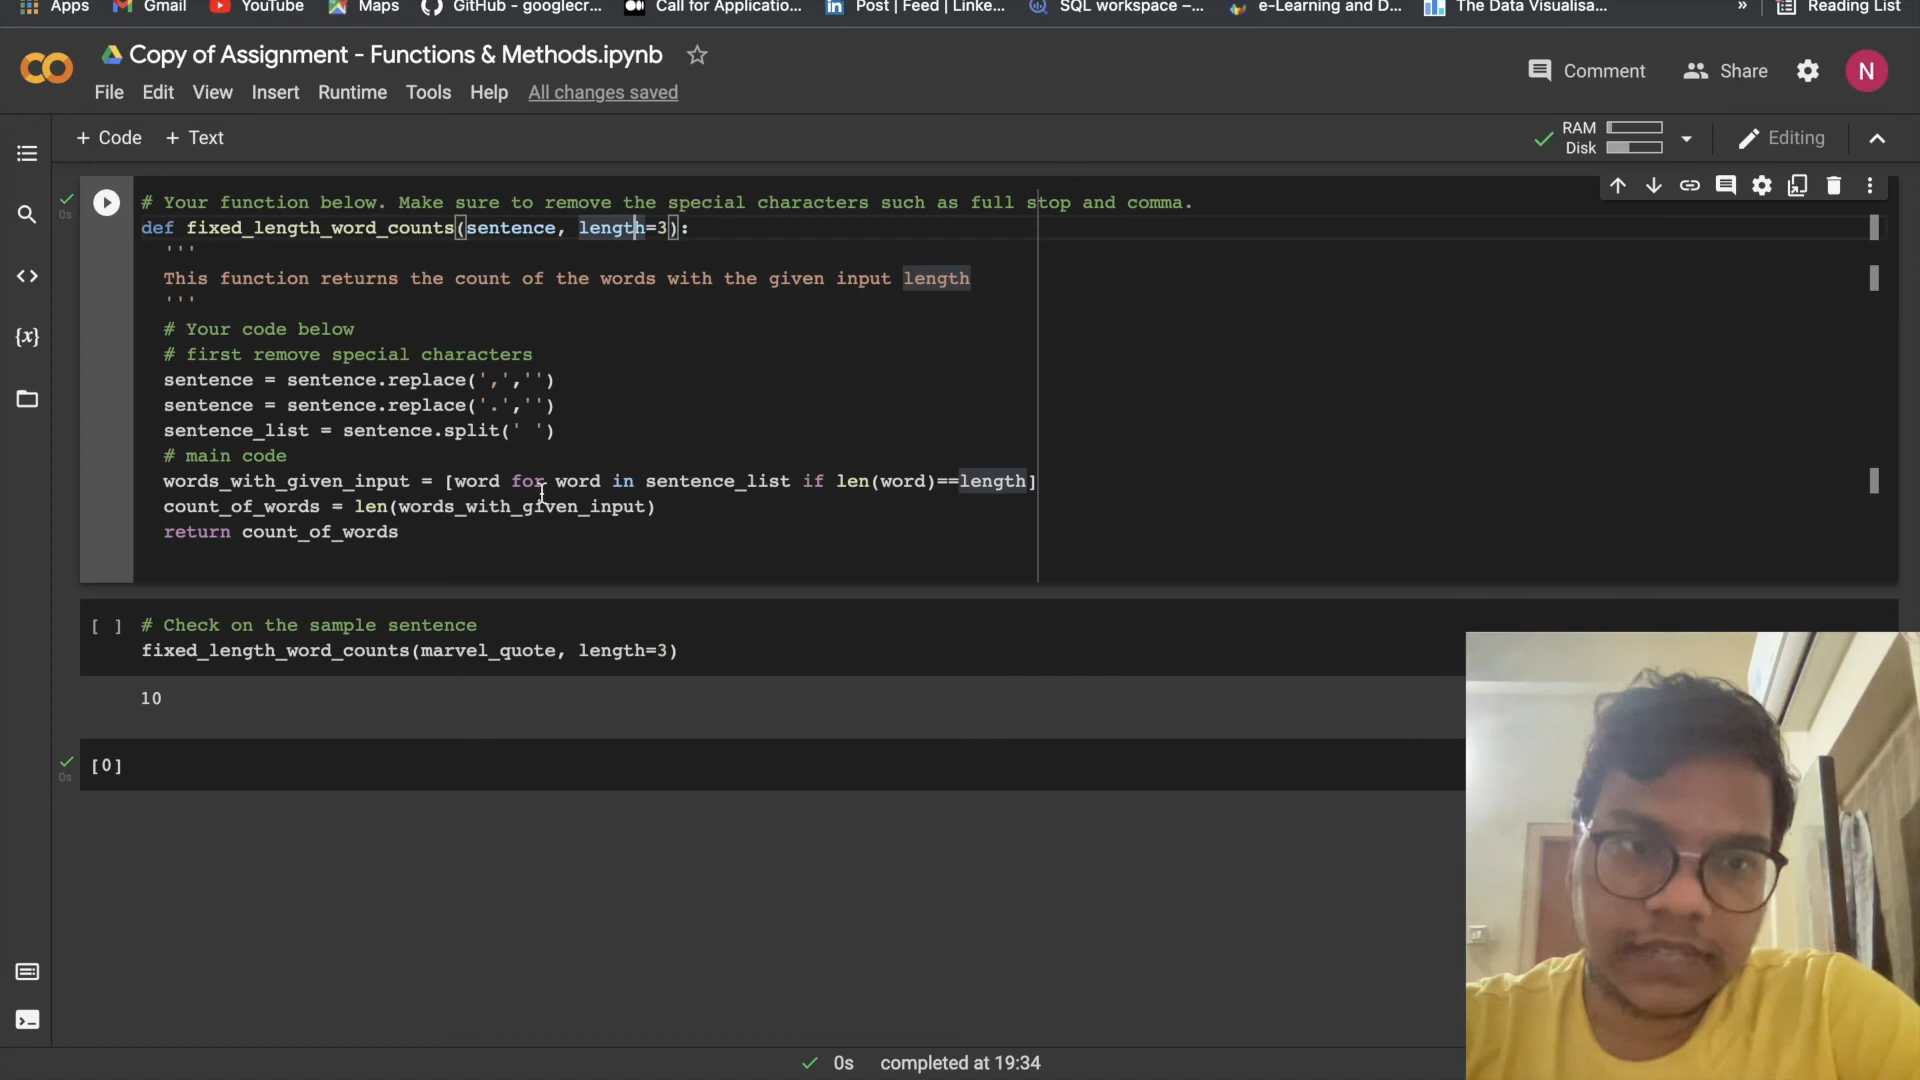 Apps Gmail YouTube Maps GitHub - googlecr... Call for Applicatio... Post | Feed | Linke... SQL workspace –... e-Learning and D... The Data Visualisa... » Reading List
Copy of Assignment - Functions & Methods.ipynb
Comment Share N
File Edit View Insert Runtime Tools Help All changes saved
+ Code + Text
RAM
Disk
Editing
# Your function below. Make sure to remove the special characters such as full stop and comma.
0s
def fixed_length_word_counts(sentence, length=3):
'''
This function returns the count of the words with the given input length
'''
# Your code below
# first remove special characters
sentence = sentence.replace(',','')
sentence = sentence.replace('.','')
sentence_list = sentence.split(' ')
# main code
words_with_given_input = [word for word in sentence_list if len(word)==length]
count_of_words = len(words_with_given_input)
return count_of_words
[ ] # Check on the sample sentence
fixed_length_word_counts(marvel_quote, length=3)
10
[0]
0s
0s completed at 19:34